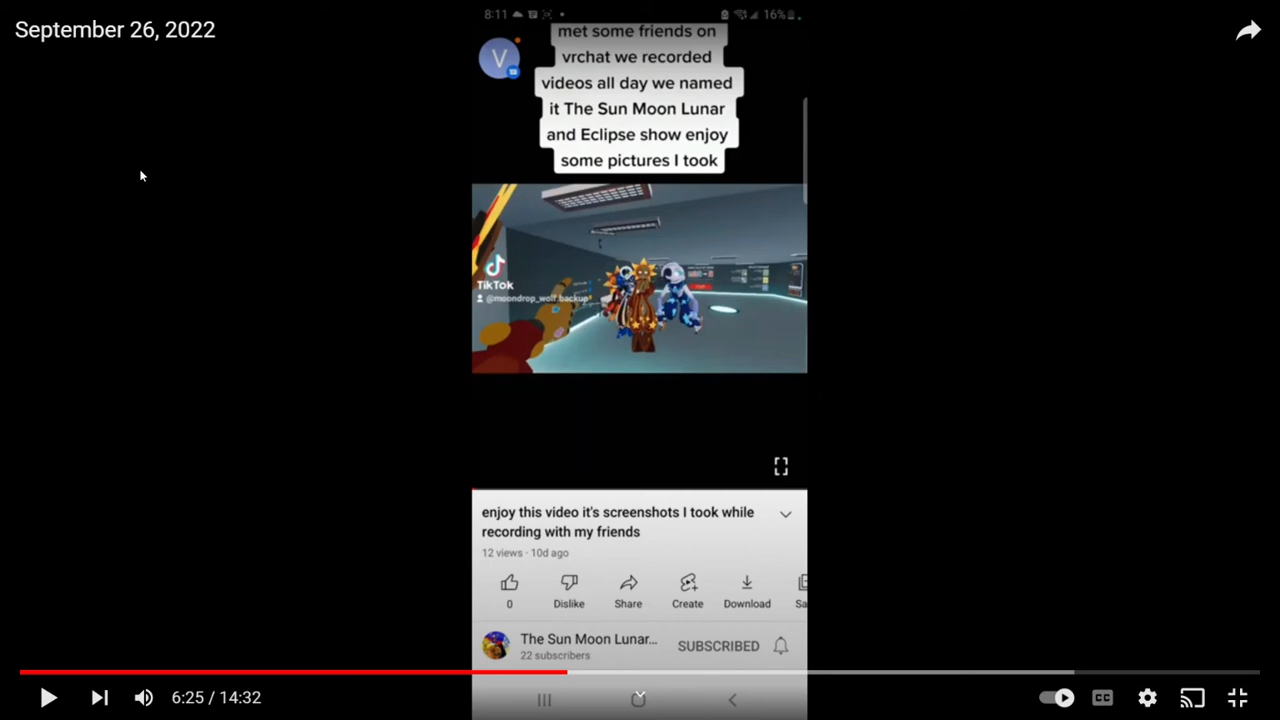 September 26, 2022
8:11
16%
met some friends on
vrchat we recorded
videos all day we named
it The Sun Moon Lunar
and Eclipse show enjoy
some pictures I took
V
TikTok
@moondrop_wolf.backup
enjoy this video it's screenshots I took while
recording with my friends
12 views · 10d ago
0
Dislike
Share
Create
Download
Sa
The Sun Moon Lunar...
22 subscribers
SUBSCRIBED
6:25 / 14:32
CC